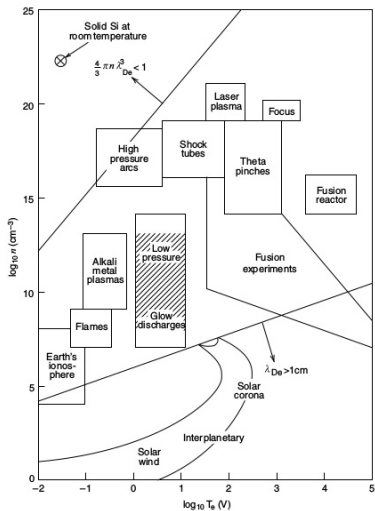 25
20
15
10
5
0
log₁₀ n (cm⁻³)
Solid Si at
room temperature
4/3 πn λ³De < 1
Laser
plasma
Focus
High
pressure
arcs
Shock
tubes
Theta
pinches
Fusion
reactor
Alkali
metal
plasmas
Low
pressure
Fusion
experiments
Flames
Glow
discharges
Earth's
ionos-
phere
λDe>1cm
Solar
corona
Interplanetary
Solar
wind
−2 −1 0 1 2 3 4 5
log₁₀ Tₑ (V)